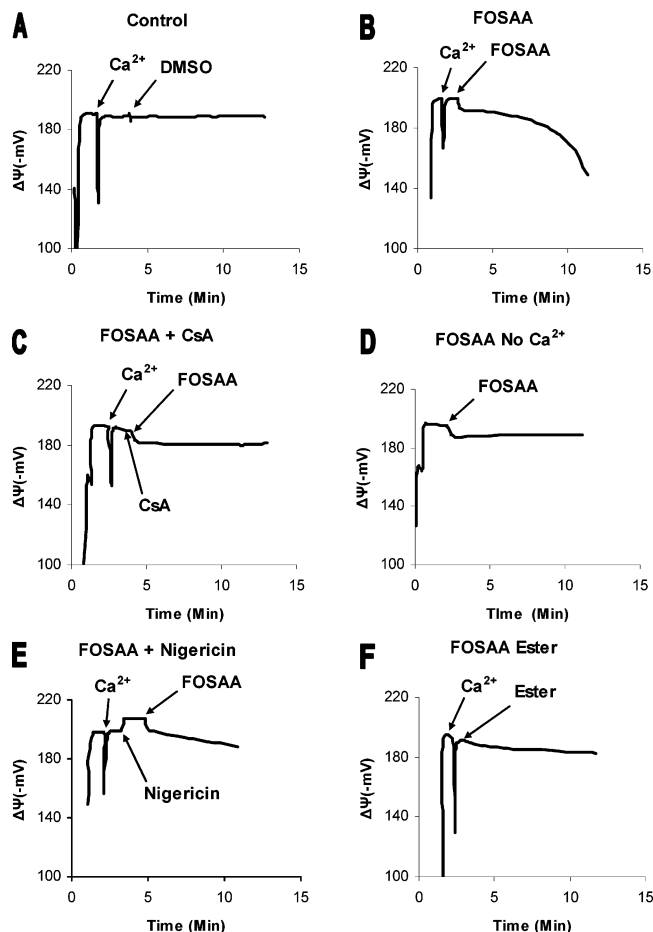 A
Control
Ca2+
DMSO
220
180
140
100
ΔΨ(-mV)
0
5
10
15
Time (Min)
B
FOSAA
Ca2+
FOSAA
220
180
140
100
ΔΨ(-mV)
0
5
10
15
Time (Min)
C
FOSAA + CsA
Ca2+
FOSAA
CsA
220
180
140
100
ΔΨ(-mV)
0
5
10
15
Time (Min)
D
FOSAA No Ca2+
FOSAA
220
180
140
100
ΔΨ(-mV)
0
5
10
15
TIme (Min)
E
FOSAA + Nigericin
Ca2+
FOSAA
Nigericin
220
180
140
100
ΔΨ(-mV)
0
5
10
15
Time (Min)
F
FOSAA Ester
Ca2+
Ester
220
180
140
100
ΔΨ(-mV)
0
5
10
15
Time (Min)